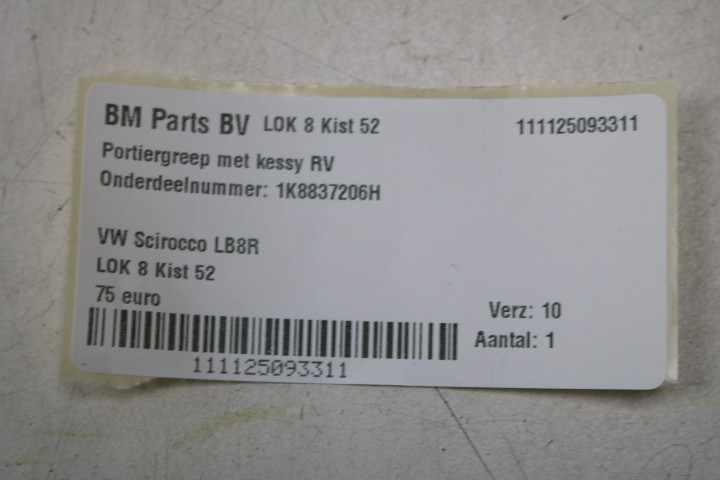 BM Parts BV LOK 8 Kist 52 111125093311
Portiergreep met kessy RV
Onderdeelnummer: 1K8837206H
VW Scirocco LB8R
LOK 8 Kist 52
75 euro
Verz: 10
Aantal: 1
111125093311